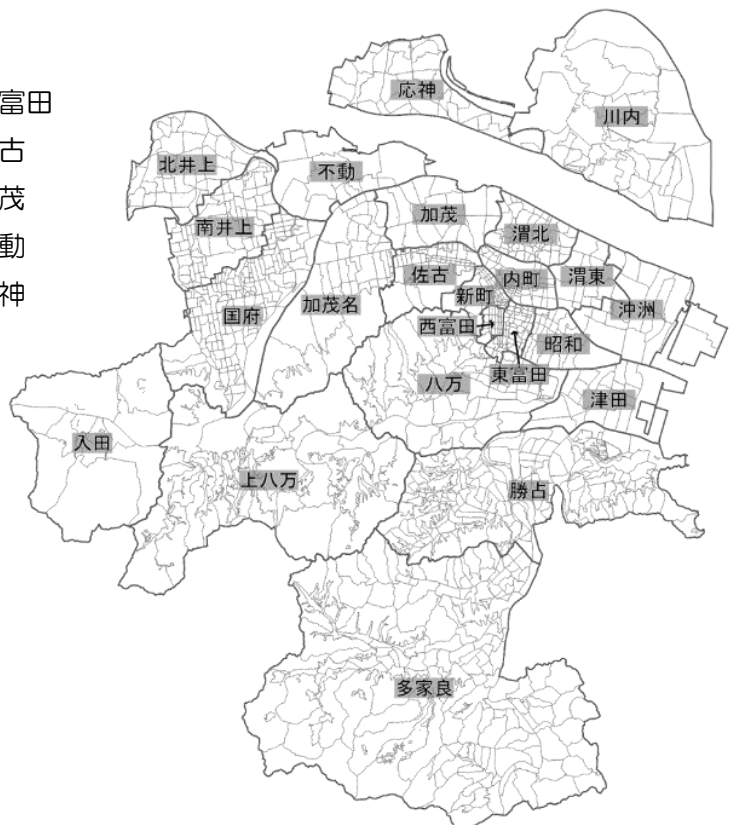 富田
古
茂
動
神
応神
川内
北井上
不動
加茂
南井上
渭北
佐古
内町
渭東
新町
国府
加茂名
沖洲
西富田
昭和
東富田
八万
津田
入田
上八万
勝占
多家良